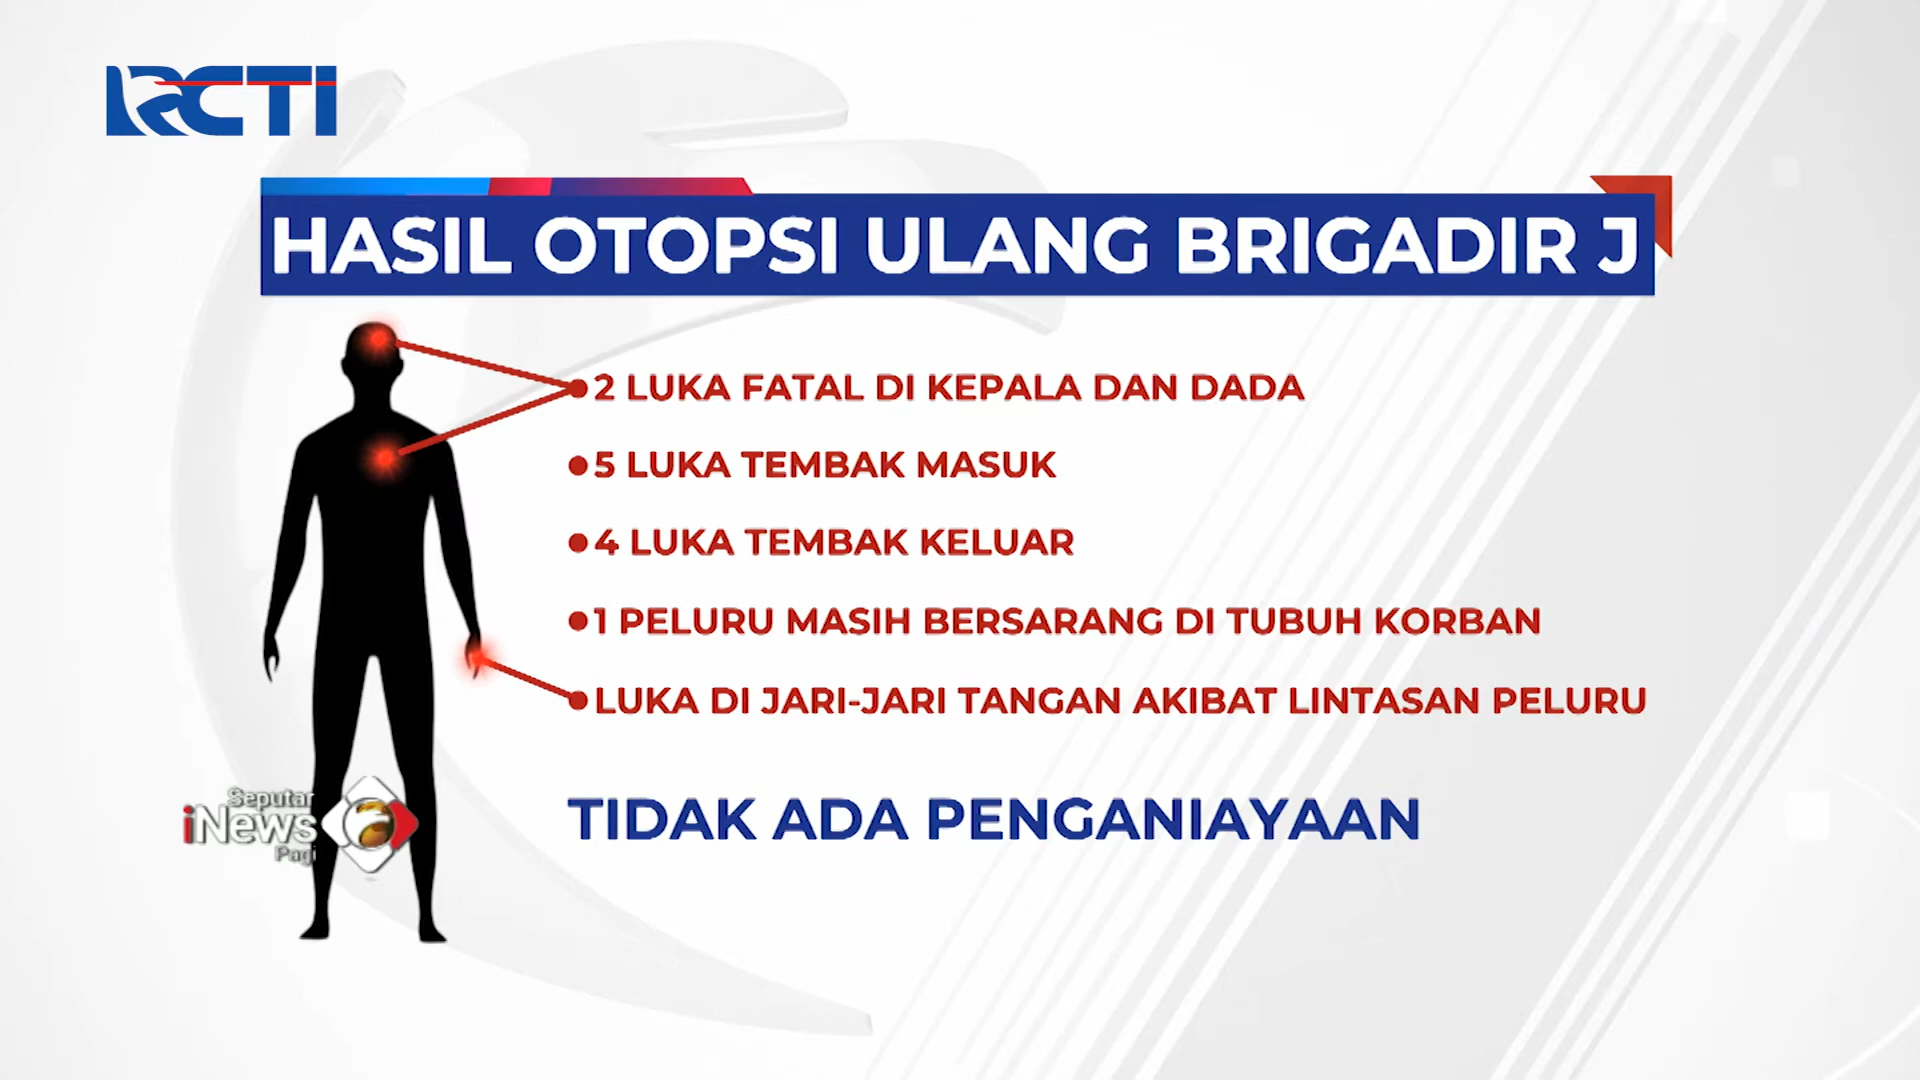 RCTI
HASIL OTOPSI ULANG BRIGADIR J
2 LUKA FATAL DI KEPALA DAN DADA
5 LUKA TEMBAK MASUK
4 LUKA TEMBAK KELUAR
1 PELURU MASIH BERSARANG DI TUBUH KORBAN
LUKA DI JARI-JARI TANGAN AKIBAT LINTASAN PELURU
TIDAK ADA PENGANIAYAAN
Seputar
iNews
Pagi